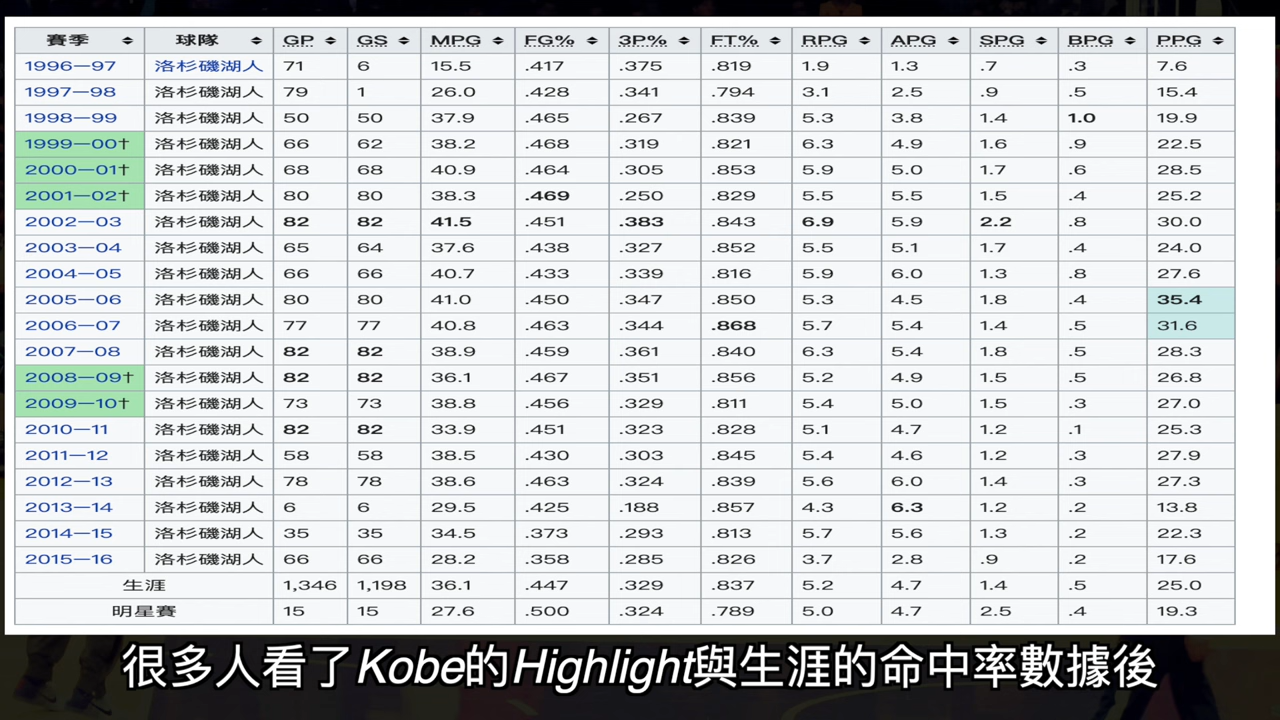 賽季 球隊 GP GS MPG FG% 3P% FT% RPG APG SPG BPG PPG
1996–97 洛杉磯湖人 71 6 15.5 .417 .375 .819 1.9 1.3 .7 .3 7.6
1997–98 洛杉磯湖人 79 1 26.0 .428 .341 .794 3.1 2.5 .9 .5 15.4
1998–99 洛杉磯湖人 50 50 37.9 .465 .267 .839 5.3 3.8 1.4 1.0 19.9
1999–00† 洛杉磯湖人 66 62 38.2 .468 .319 .821 6.3 4.9 1.6 .9 22.5
2000–01† 洛杉磯湖人 68 68 40.9 .464 .305 .853 5.9 5.0 1.7 .6 28.5
2001–02† 洛杉磯湖人 80 80 38.3 .469 .250 .829 5.5 5.5 1.5 .4 25.2
2002–03 洛杉磯湖人 82 82 41.5 .451 .383 .843 6.9 5.9 2.2 .8 30.0
2003–04 洛杉磯湖人 65 64 37.6 .438 .327 .852 5.5 5.1 1.7 .4 24.0
2004–05 洛杉磯湖人 66 66 40.7 .433 .339 .816 5.9 6.0 1.3 .8 27.6
2005–06 洛杉磯湖人 80 80 41.0 .450 .347 .850 5.3 4.5 1.8 .4 35.4
2006–07 洛杉磯湖人 77 77 40.8 .463 .344 .868 5.7 5.4 1.4 .5 31.6
2007–08 洛杉磯湖人 82 82 38.9 .459 .361 .840 6.3 5.4 1.8 .5 28.3
2008–09† 洛杉磯湖人 82 82 36.1 .467 .351 .856 5.2 4.9 1.5 .5 26.8
2009–10† 洛杉磯湖人 73 73 38.8 .456 .329 .811 5.4 5.0 1.5 .3 27.0
2010–11 洛杉磯湖人 82 82 33.9 .451 .323 .828 5.1 4.7 1.2 .1 25.3
2011–12 洛杉磯湖人 58 58 38.5 .430 .303 .845 5.4 4.6 1.2 .3 27.9
2012–13 洛杉磯湖人 78 78 38.6 .463 .324 .839 5.6 6.0 1.4 .3 27.3
2013–14 洛杉磯湖人 6 6 29.5 .425 .188 .857 4.3 6.3 1.2 .2 13.8
2014–15 洛杉磯湖人 35 35 34.5 .373 .293 .813 5.7 5.6 1.3 .2 22.3
2015–16 洛杉磯湖人 66 66 28.2 .358 .285 .826 3.7 2.8 .9 .2 17.6
生涯 1,346 1,198 36.1 .447 .329 .837 5.2 4.7 1.4 .5 25.0
明星賽 15 15 27.6 .500 .324 .789 5.0 4.7 2.5 .4 19.3
很多人看了Kobe的Highlight與生涯的命中率數據後